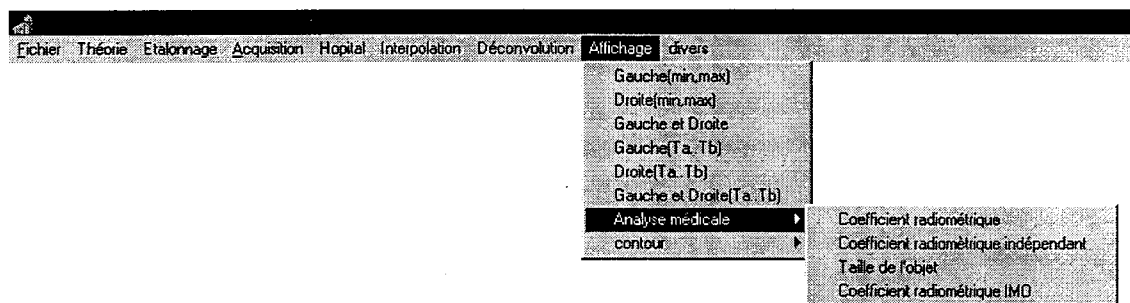 Fichier Théorie Etalonnage Acquisition Hopital Interpolation Déconvolution Affichage divers
Gauche(min,max)
Droite(min,max)
Gauche et Droite
Gauche(Ta..Tb)
Droite(Ta..Tb)
Gauche et Droite(Ta..Tb)
Analyse médicale
contour
Coefficient radiométrique
Coefficient radiomètrique indépendant
Taille de l'objet
Coefficient radiométrique IMO